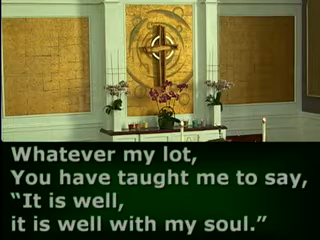 Whatever my lot,
You have taught me to say,
“It is well,
it is well with my soul.”